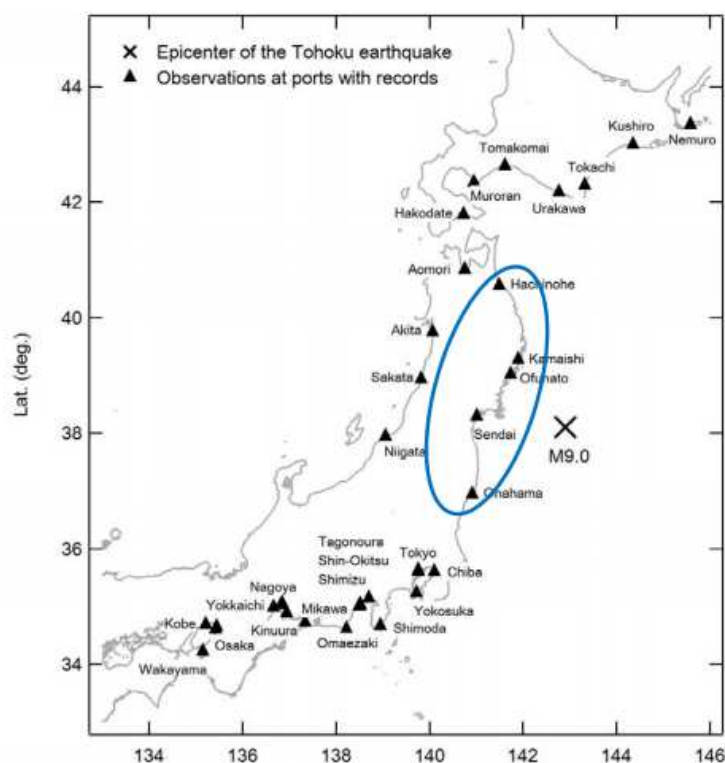 × Epicenter of the Tohoku earthquake
▲ Observations at ports with records
44
Kushiro
Nemuro
Tomakomai
Tokachi
Muroran
Urakawa
42
Hakodate
Aomori
Hachinohe
40
Akita
Kamaishi
Ofunato
Sakata
Lat. (deg.)
Sendai
38
Niigata
M9.0
Onahama
36
Tagonoura
Shin-Okitsu
Shimizu
Tokyo
Chiba
Nagoya
Yokkaichi
Mikawa
Yokosuka
Kobe
Kinuura
Shimoda
Osaka
Omaezaki
34
Wakayama
134 136 138 140 142 144 146